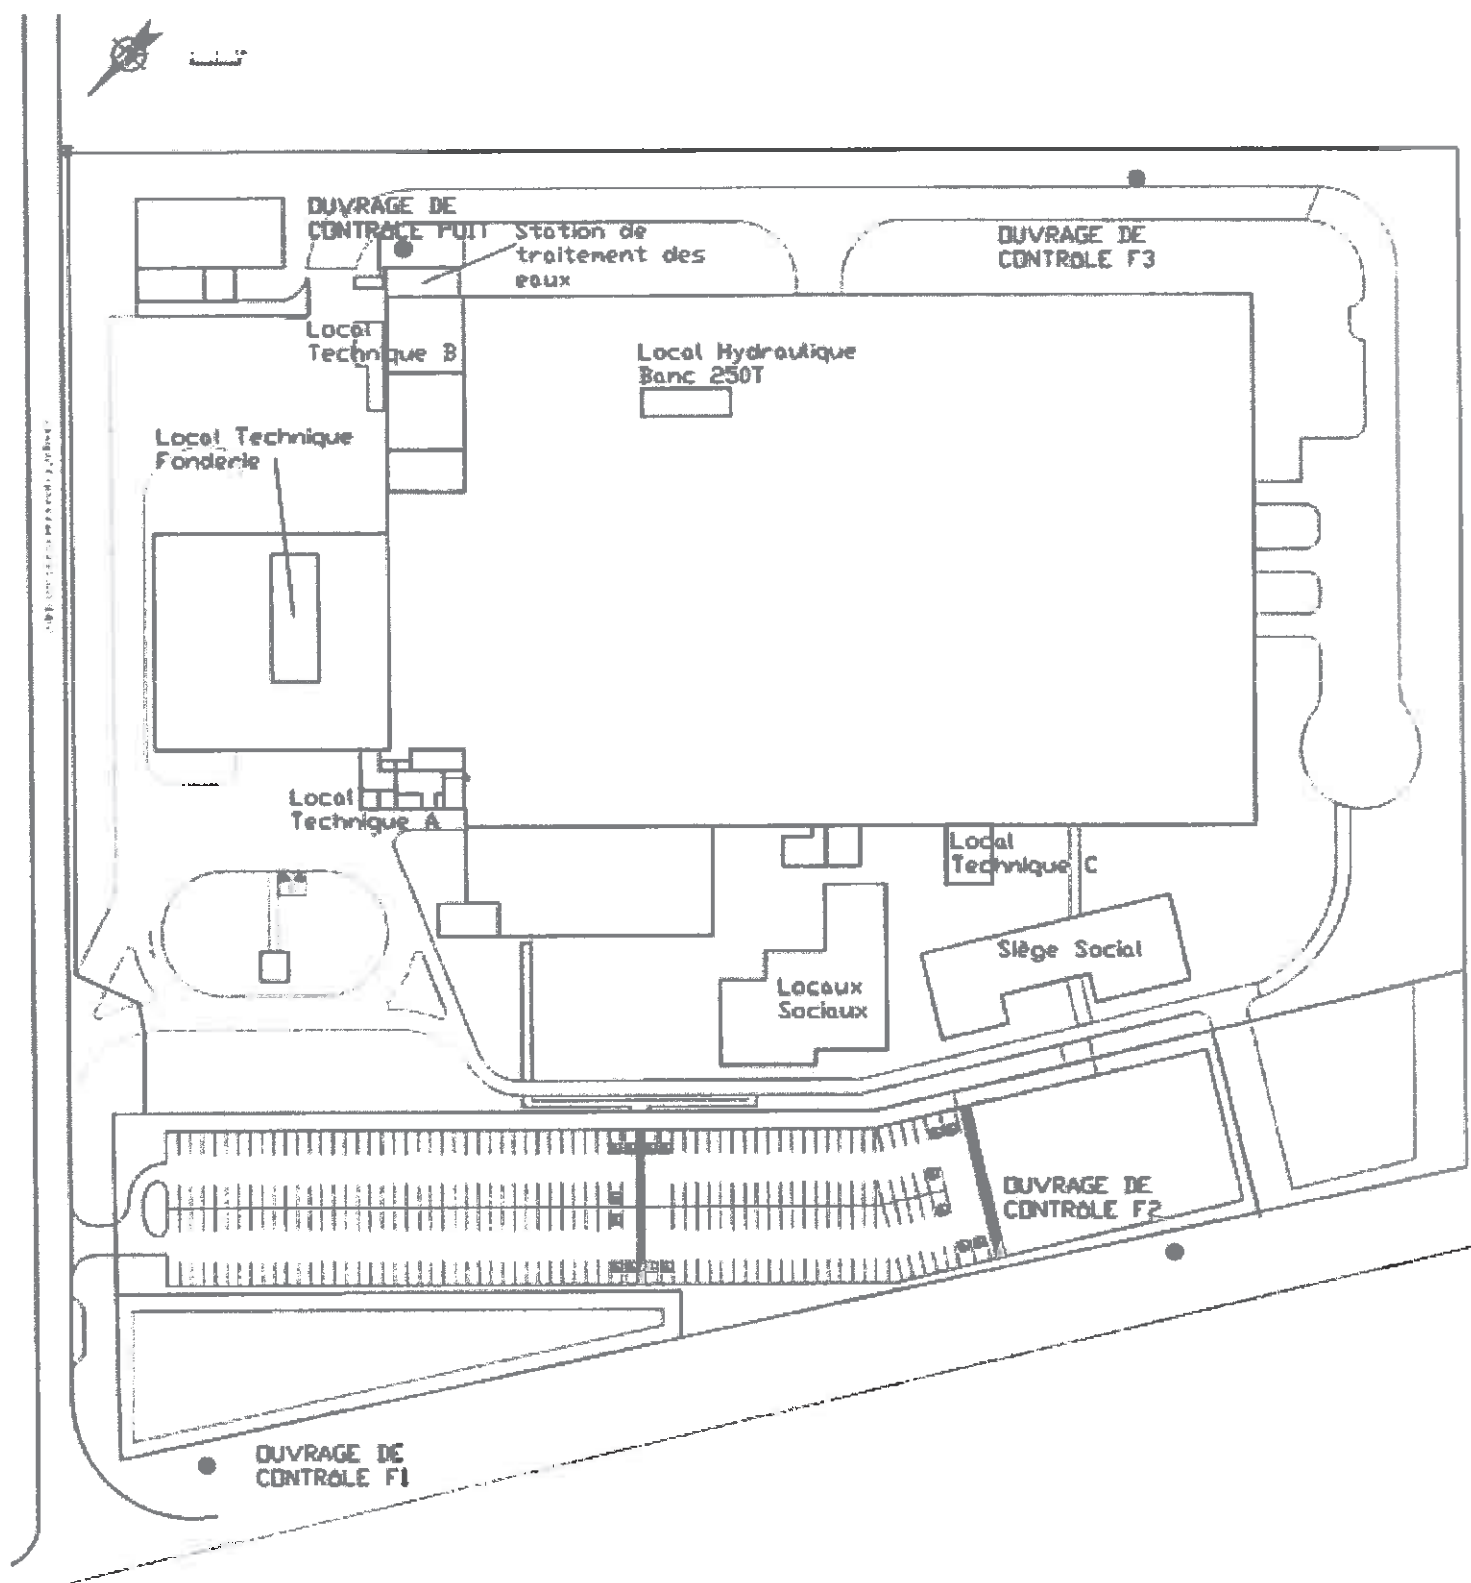 OUVRAGE DE
CONTRÔLE PUIT
Station de
traitement des
eaux
OUVRAGE DE
CONTROLE F3
Local
Technique B
Local Hydraulique
Banc 250T
Local Technique
Fonderie
Local
Technique A
Local
Technique C
Siège Social
Locaux
Sociaux
OUVRAGE DE
CONTROLE F2
OUVRAGE DE
CONTROLE F1